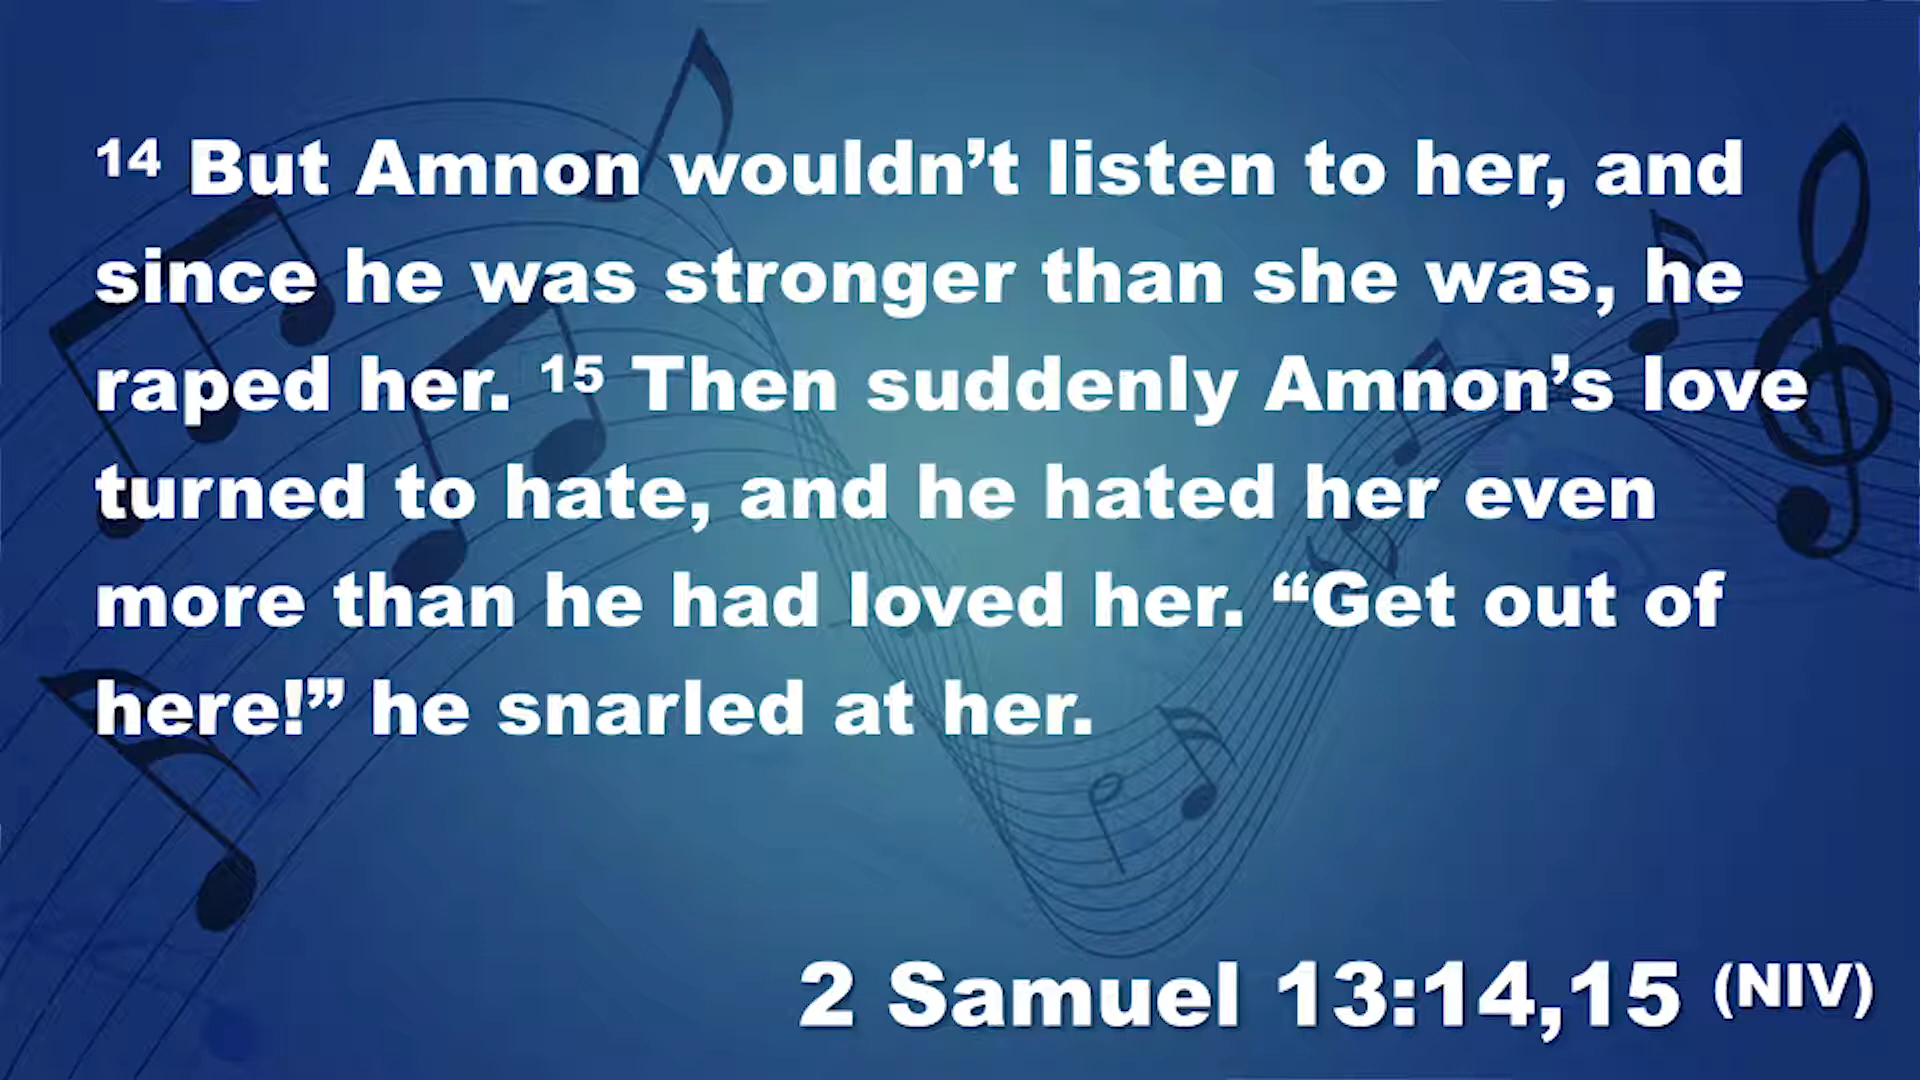 14 But Amnon wouldn’t listen to her, and
since he was stronger than she was, he
raped her. 15 Then suddenly Amnon’s love
turned to hate, and he hated her even
more than he had loved her. “Get out of
here!” he snarled at her.
2 Samuel 13:14,15 (NIV)